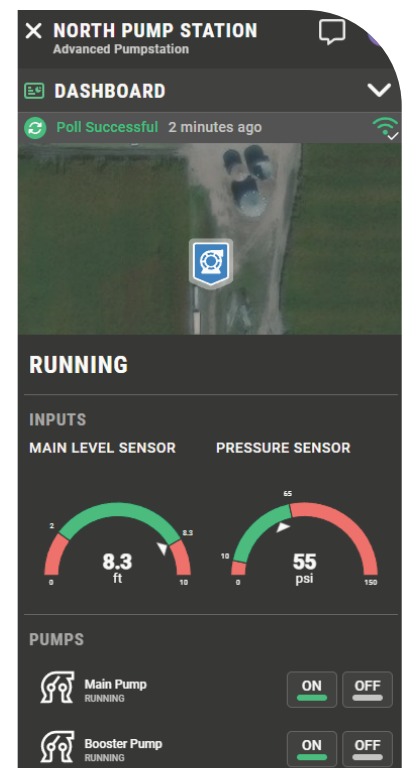 NORTH PUMP STATION
Advanced Pumpstation
DASHBOARD
Poll Successful 2 minutes ago
RUNNING
INPUTS
MAIN LEVEL SENSOR
2
8.3
8.3
ft
0
10
PRESSURE SENSOR
65
10
55
psi
0
150
PUMPS
Main Pump
RUNNING
ON
OFF
Booster Pump
RUNNING
ON
OFF